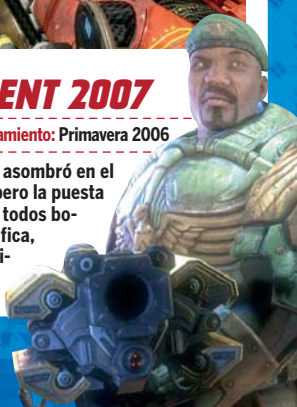 ENT 2007
amiento: Primavera 2006
asombró en el
pero la puesta
todos bo-
fica,
i-